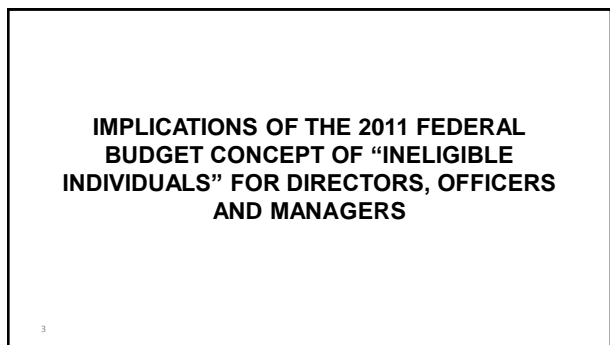 IMPLICATIONS OF THE 2011 FEDERAL
BUDGET CONCEPT OF “INELIGIBLE
INDIVIDUALS” FOR DIRECTORS, OFFICERS
AND MANAGERS
3